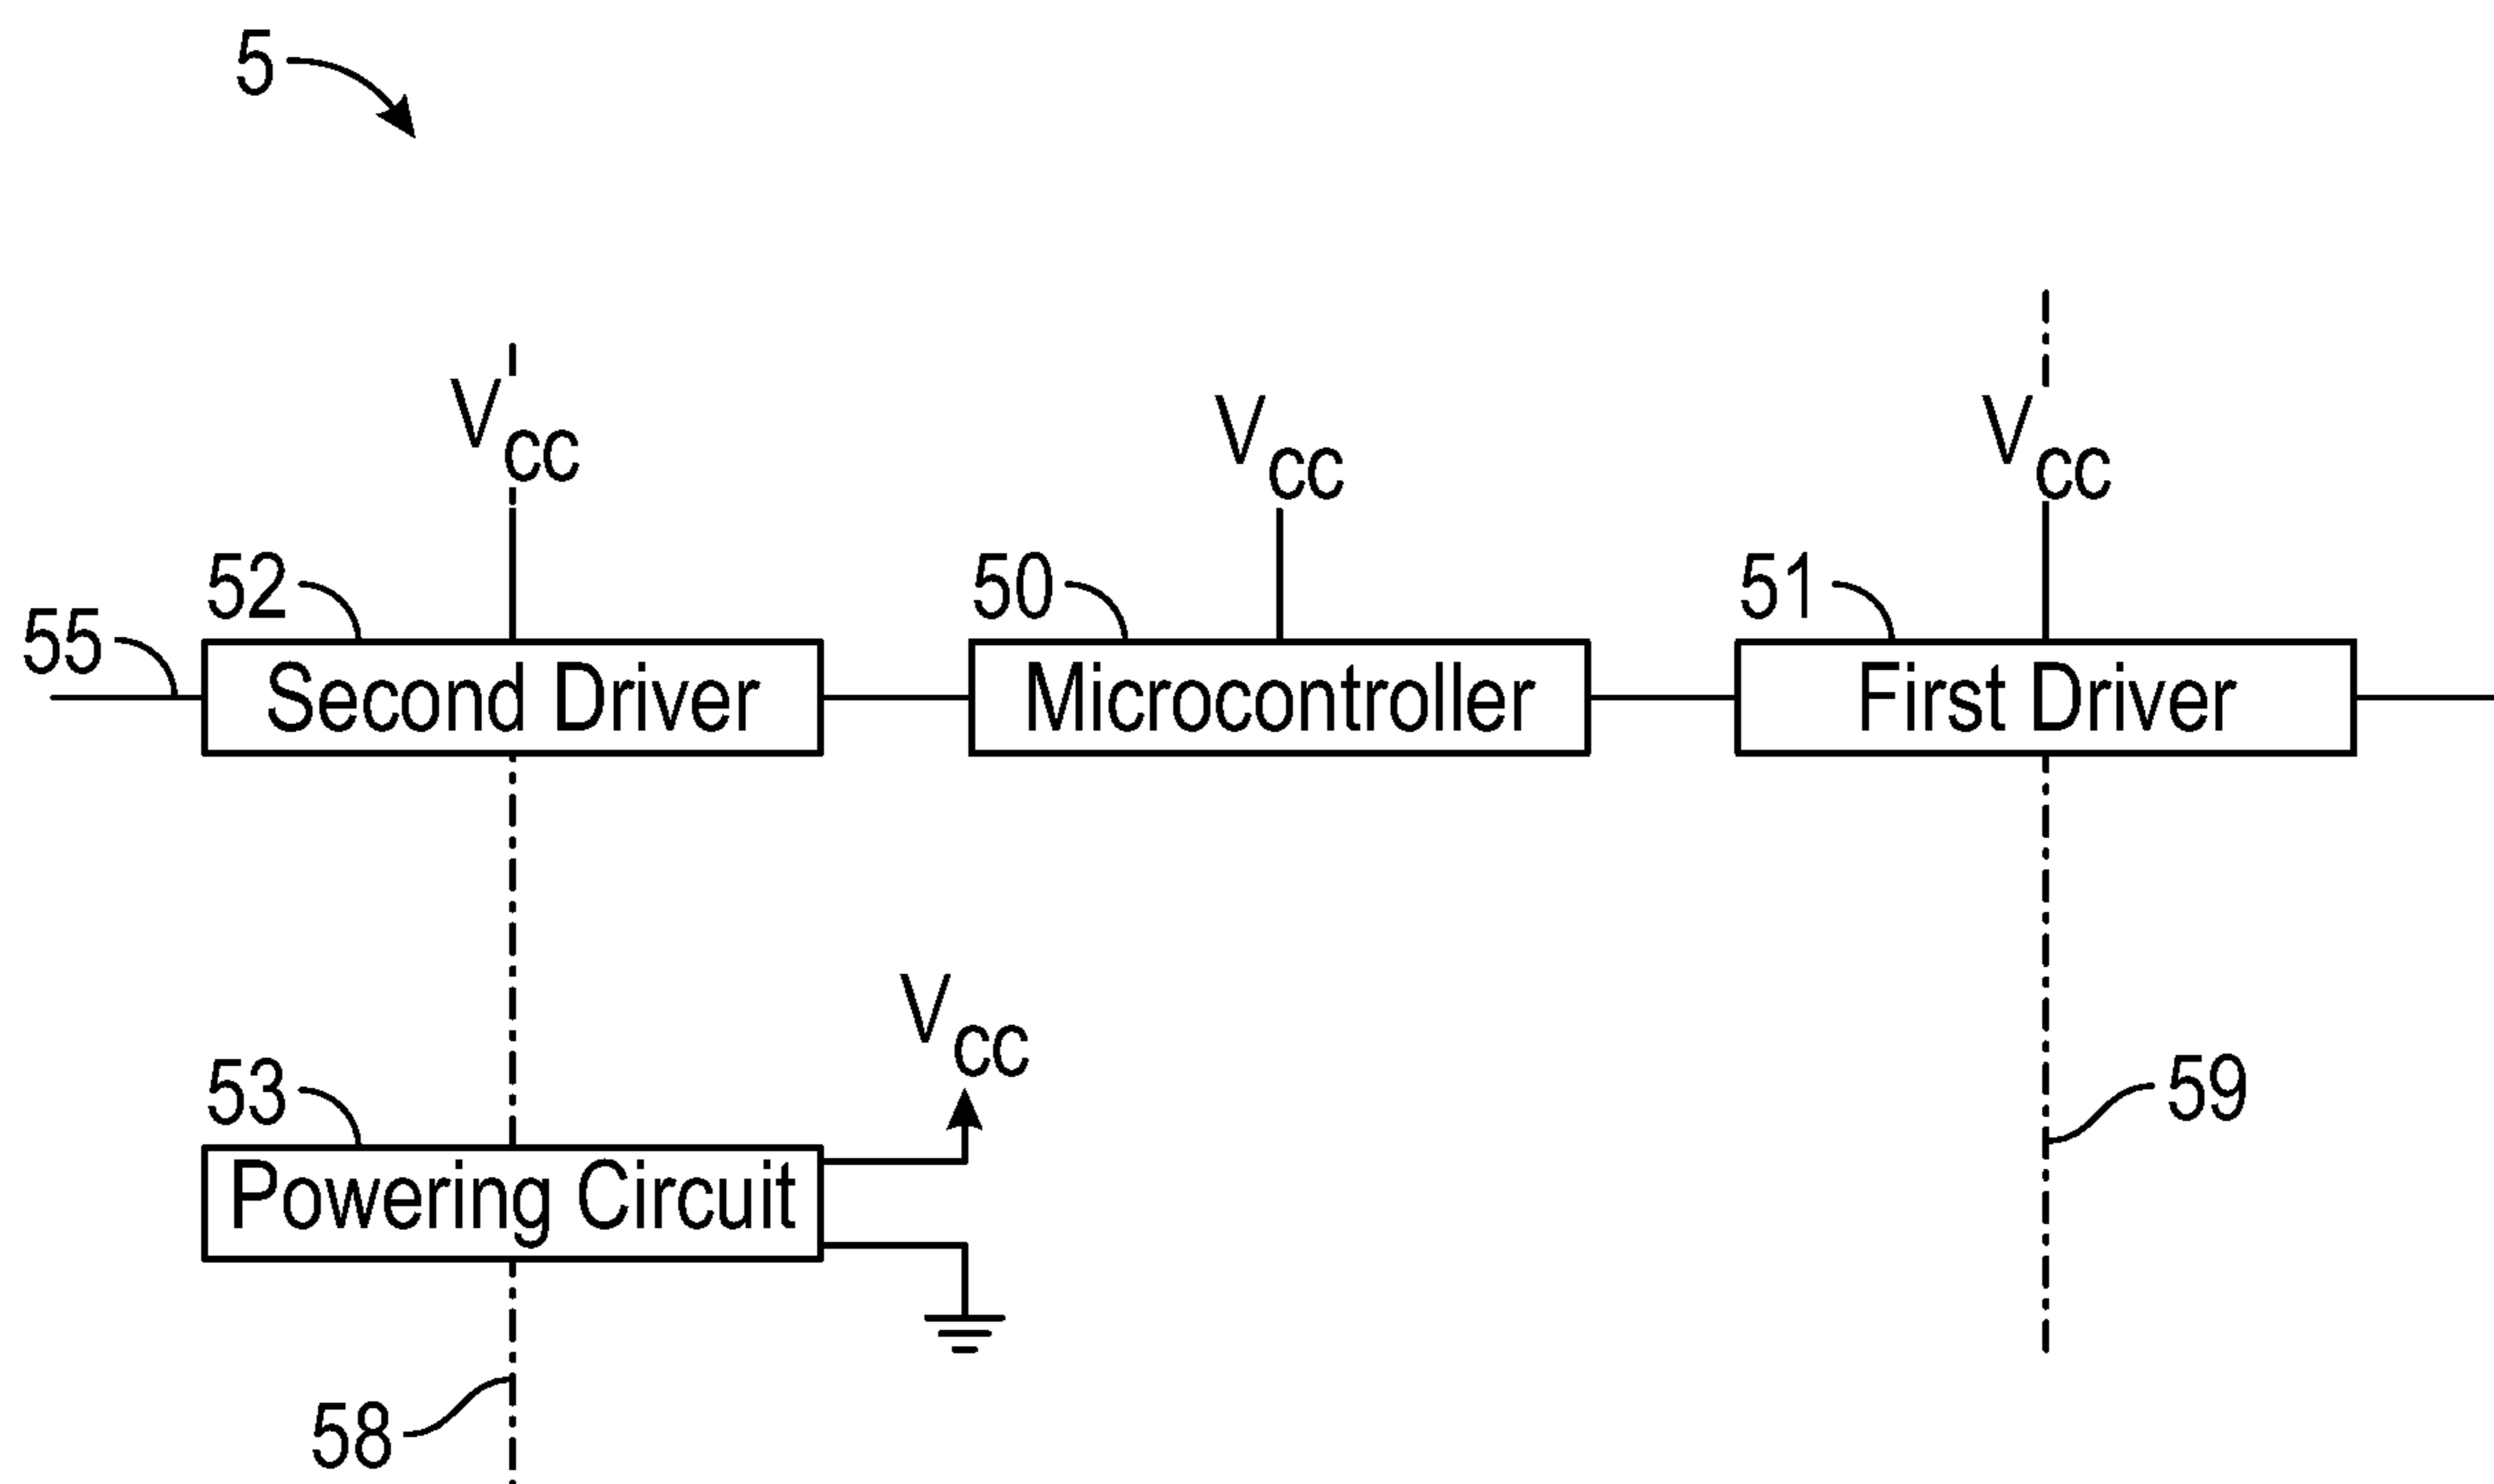 5
Vcc
Vcc
Vcc
52
50
51
55
Second Driver
Microcontroller
First Driver
Vcc
53
59
Powering Circuit
58